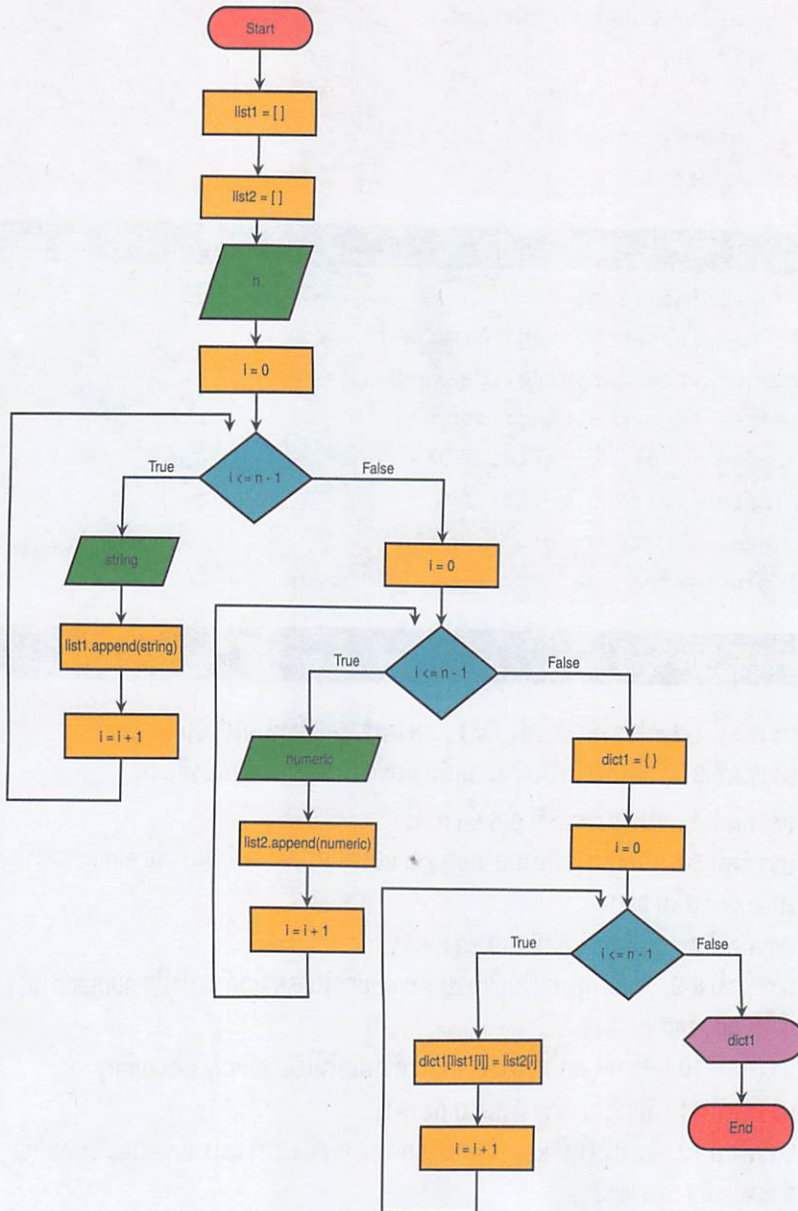 Start
list1 = [ ]
list2 = [ ]
n
i = 0
i <= n - 1
True
False
string
list1.append(string)
i = i + 1
i = 0
i <= n - 1
True
False
numeric
list2.append(numeric)
i = i + 1
dict1 = { }
i = 0
i <= n - 1
True
False
dict1[list1[i]] = list2[i]
i = i + 1
dict1
End